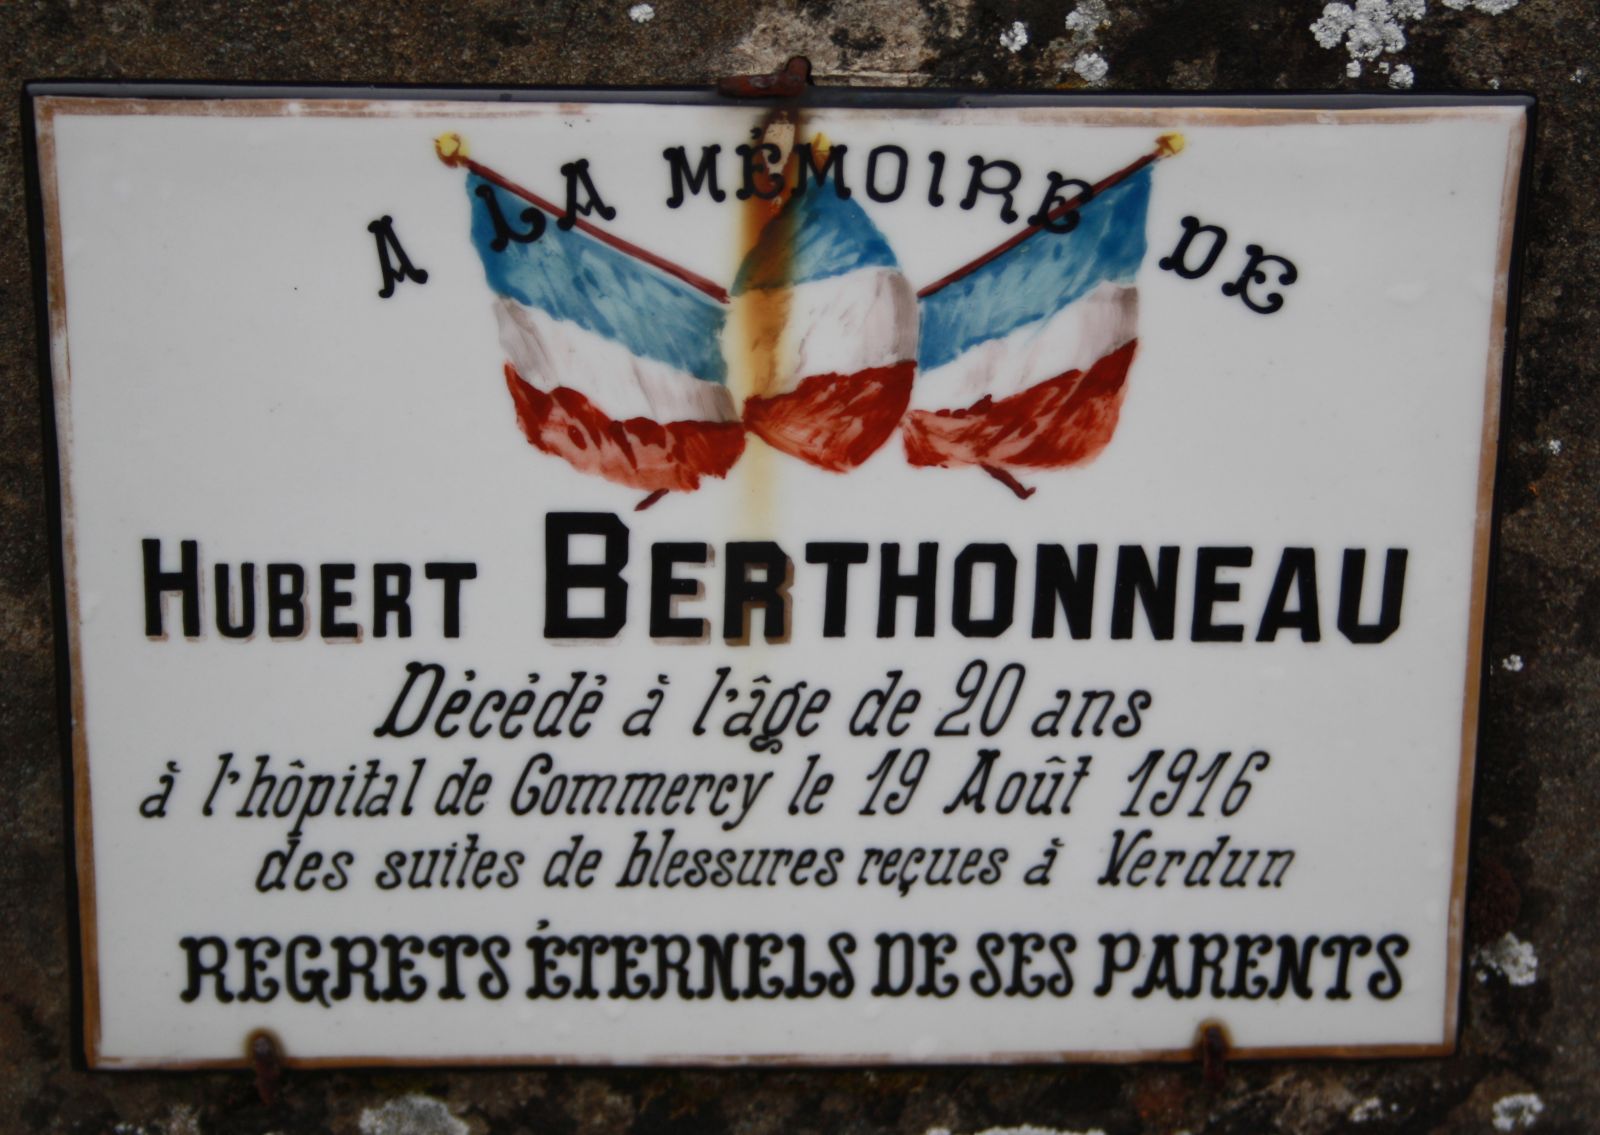 A LA MÉMOIRE DE
HUBERT BERTHONNEAU
Décédé à l'âge de 20 ans
à l'hôpital de Commercy le 19 Août 1916
des suites de blessures reçues à Verdun
REGRETS ÉTERNELS DE SES PARENTS